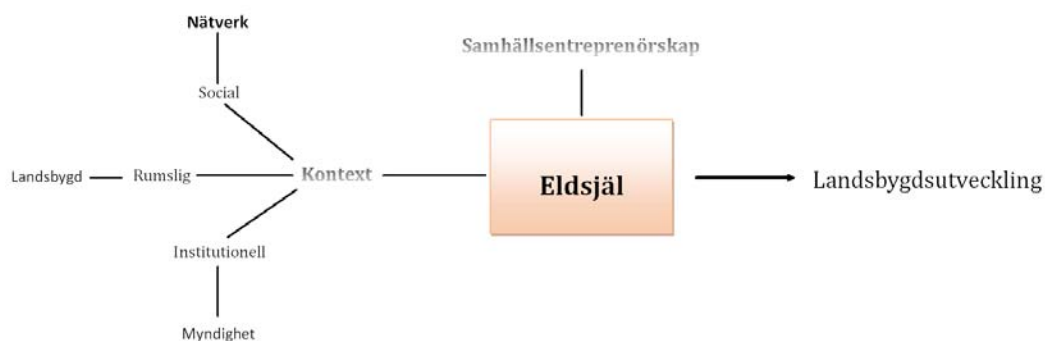 Nätverk
Samhällsentreprenörskap
Social
Landsbygd
Rumslig
Kontext
Eldsjäl
Landsbygdsutveckling
Institutionell
Myndighet